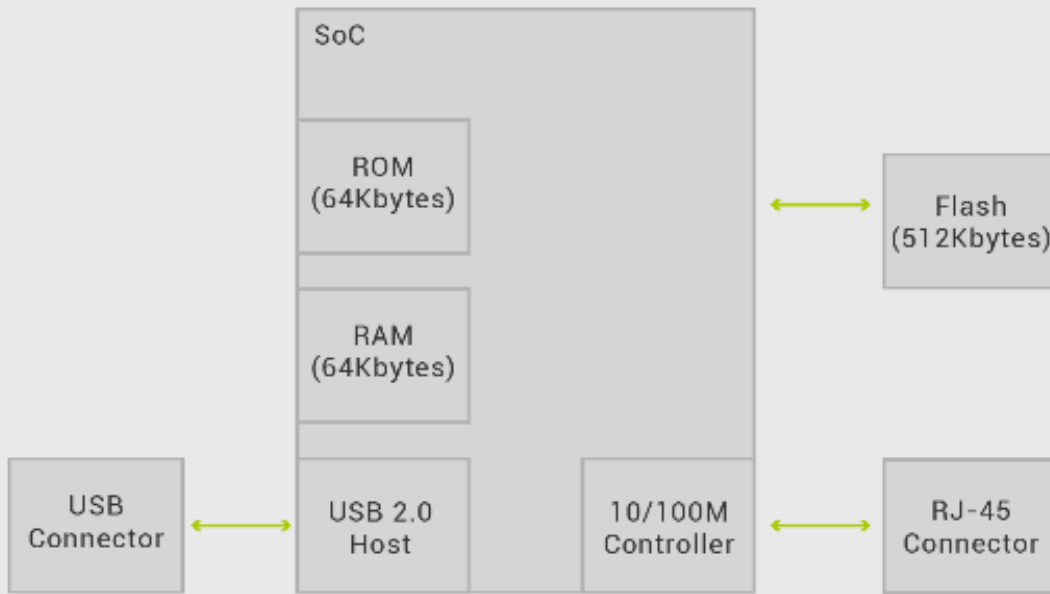 SoC
ROM
(64Kbytes)
Flash
(512Kbytes)
RAM
(64Kbytes)
USB
Connector
USB 2.0
Host
10/100M
Controller
RJ-45
Connector